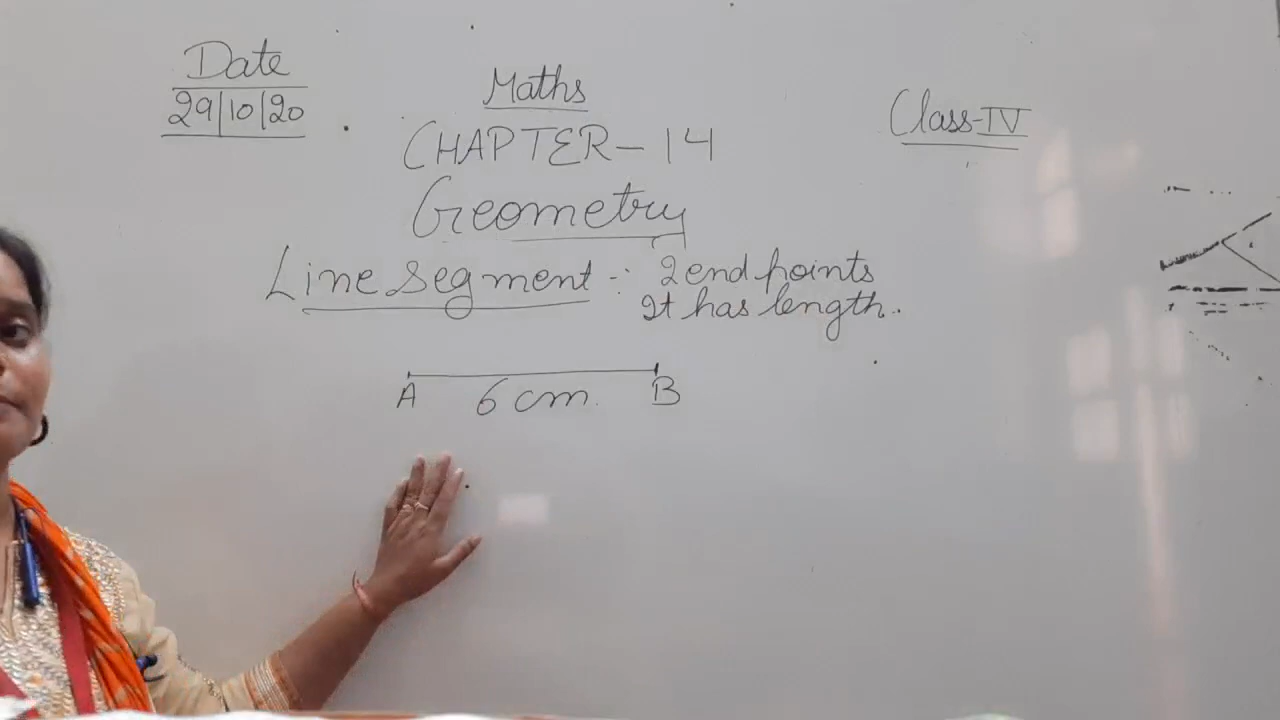 Date
29/10/20
Maths
Class-IV
CHAPTER-14
Geometry
Line segment -: 2 end points
It has length.
A 6 cm. B